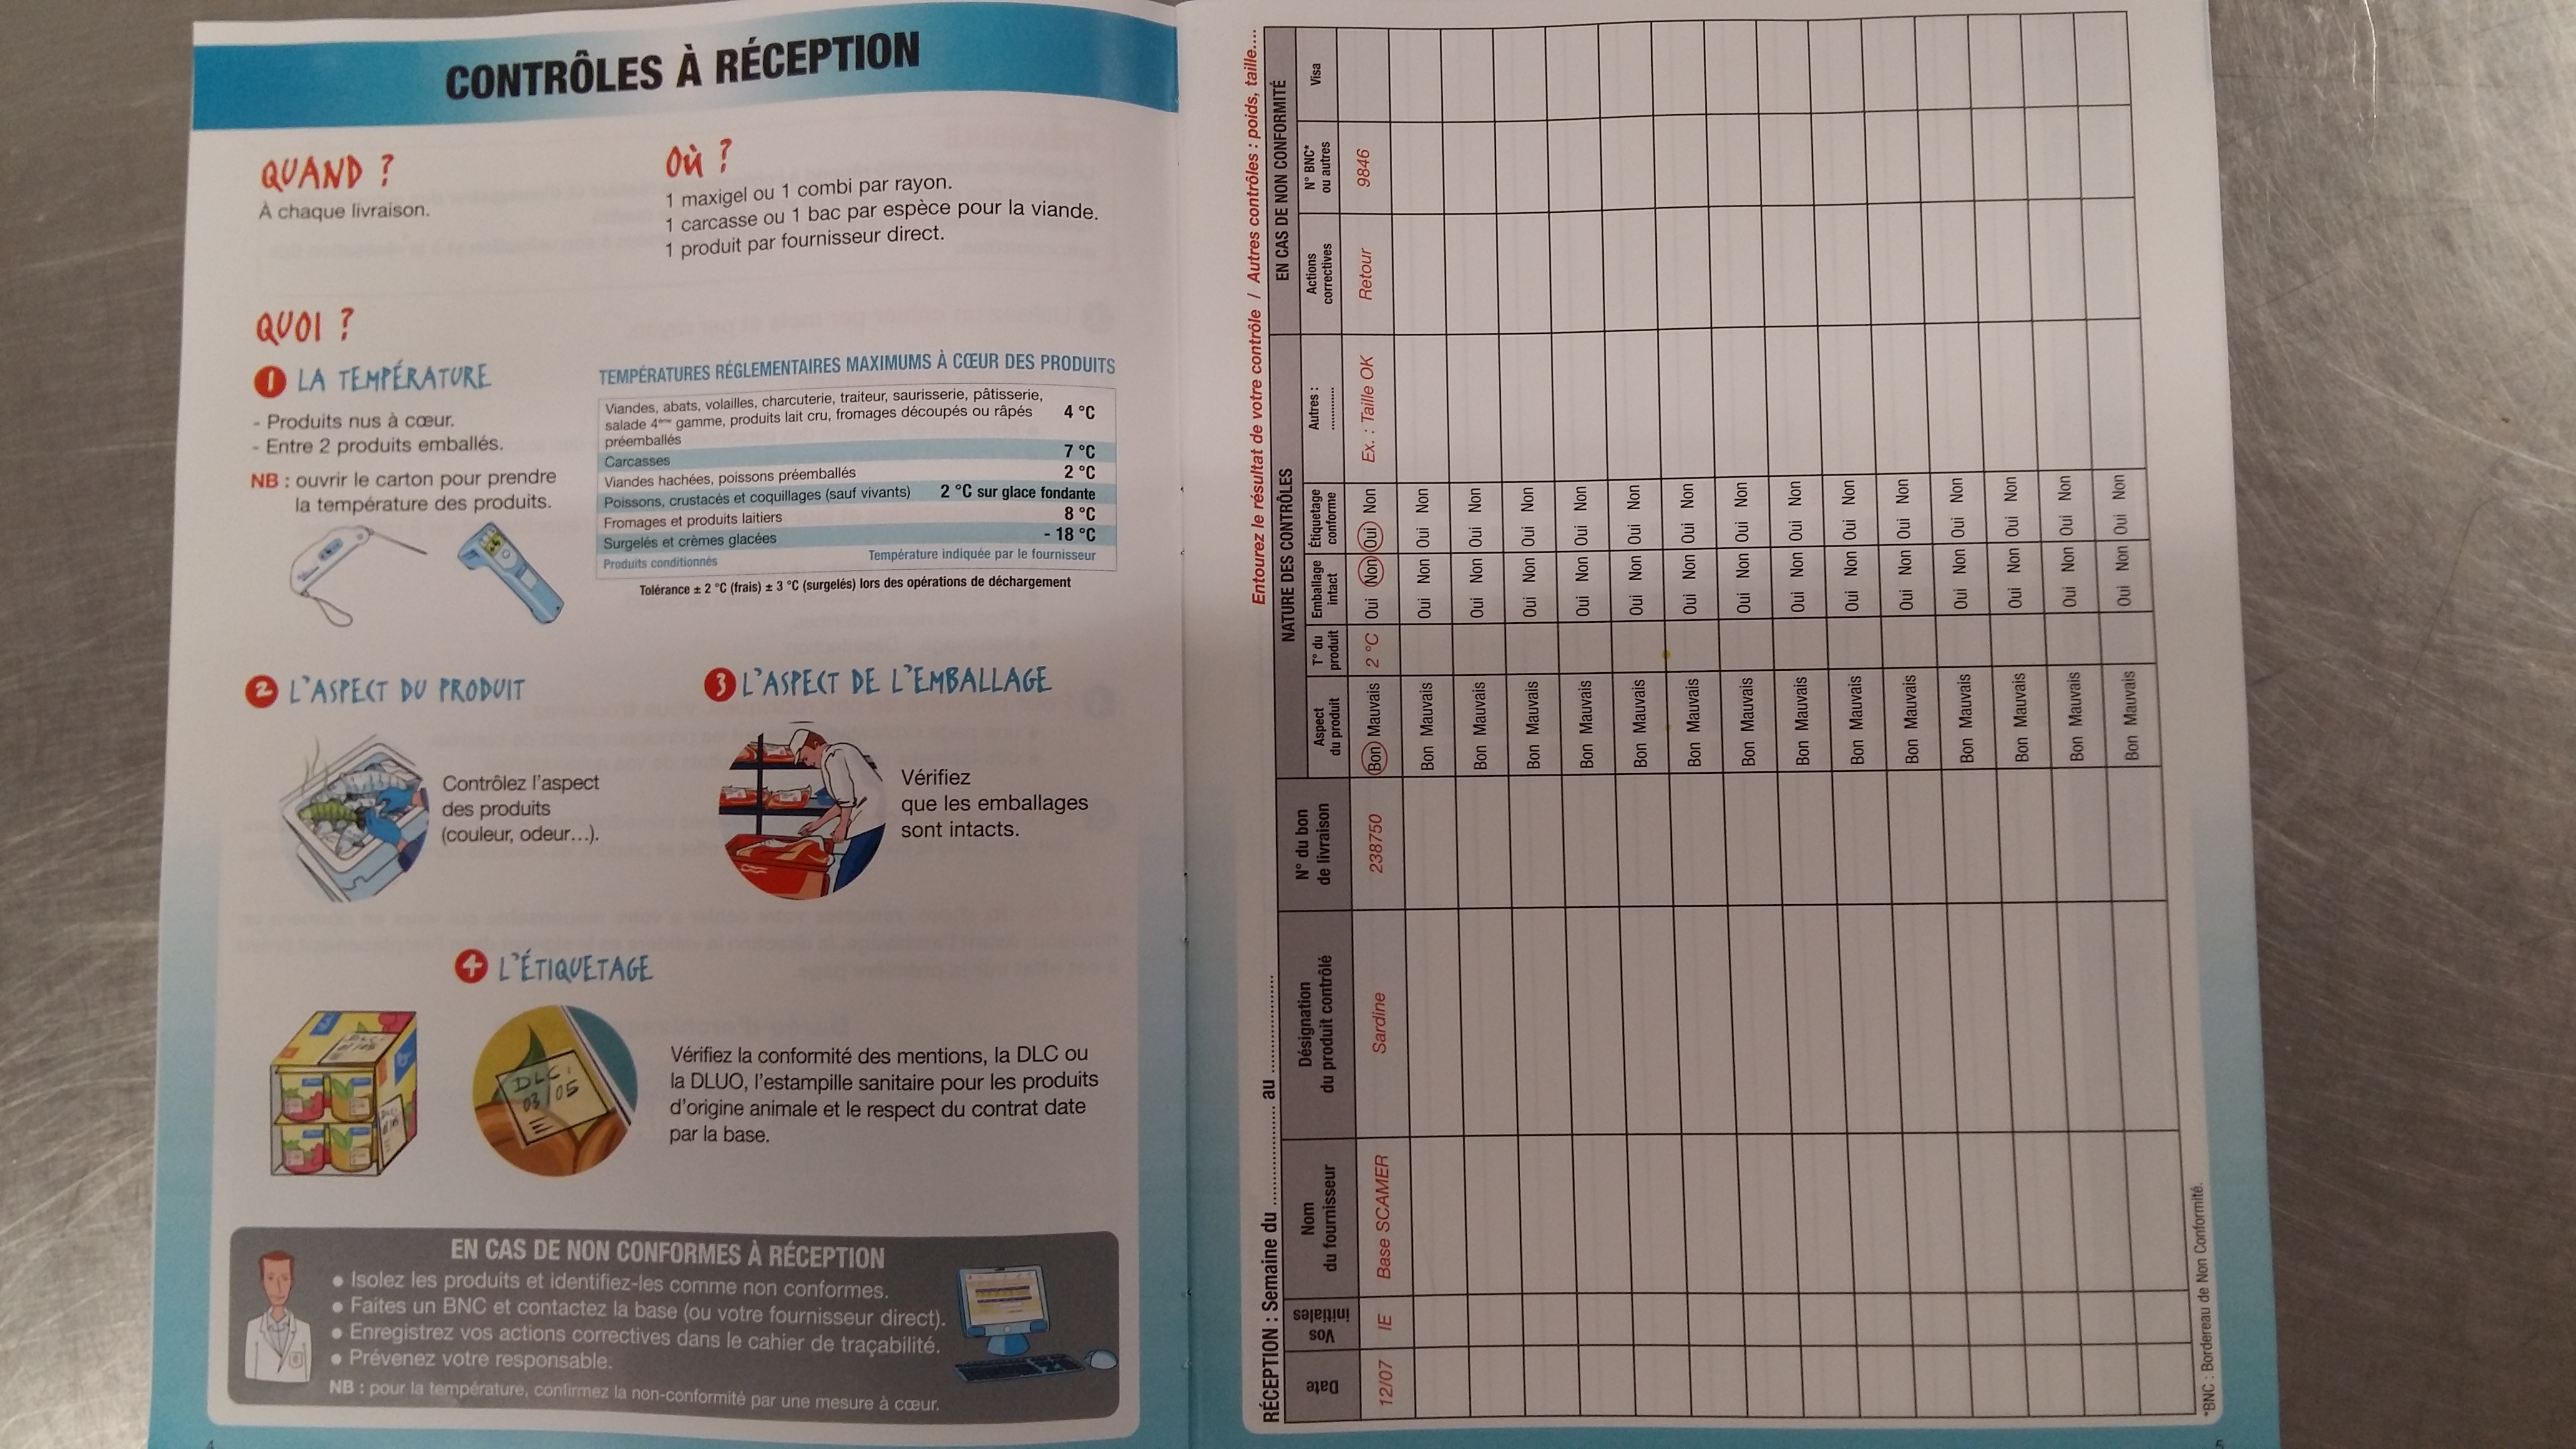 CONTRÔLES À RÉCEPTION
QUAND ?
À chaque livraison.
Où ?
1 maxigel ou 1 combi par rayon.
1 carcasse ou 1 bac par espèce pour la viande.
1 produit par fournisseur direct.
QUOI ?
1 LA TEMPÉRATURE
- Produits nus à cœur.
- Entre 2 produits emballés.
NB : ouvrir le carton pour prendre
la température des produits.
TEMPÉRATURES RÉGLEMENTAIRES MAXIMUMS À CŒUR DES PRODUITS
Viandes, abats, volailles, charcuterie, traiteur, saurisserie, pâtisserie,
salade 4ème gamme, produits lait cru, fromages découpés ou râpés
préemballés 4 °C
Carcasses 7 °C
Viandes hachées, poissons préemballés 2 °C
Poissons, crustacés et coquillages (sauf vivants) 2 °C sur glace fondante
Fromages et produits laitiers 8 °C
Surgelés et crèmes glacées - 18 °C
Produits conditionnés Température indiquée par le fournisseur
Tolérance ± 2 °C (frais) ± 3 °C (surgelés) lors des opérations de déchargement
2 L'ASPECT DU PRODUIT
Contrôlez l'aspect
des produits
(couleur, odeur…).
3 L'ASPECT DE L'EMBALLAGE
Vérifiez
que les emballages
sont intacts.
4 L'ÉTIQUETAGE
DLC :
03/05
Vérifiez la conformité des mentions, la DLC ou
la DLUO, l'estampille sanitaire pour les produits
d'origine animale et le respect du contrat date
par la base.
EN CAS DE NON CONFORMES À RÉCEPTION
● Isolez les produits et identifiez-les comme non conformes.
● Faites un BNC et contactez la base (ou votre fournisseur direct).
● Enregistrez vos actions correctives dans le cahier de traçabilité.
● Prévenez votre responsable.
NB : pour la température, confirmez la non-conformité par une mesure à cœur.
4
RÉCEPTION : Semaine du .................... au ....................
Entourez le résultat de votre contrôle / Autres contrôles : poids, taille....
NATURE DES CONTRÔLES EN CAS DE NON CONFORMITÉ
Date
Vos initiales
Nom du fournisseur
Désignation du produit contrôlé
N° du bon de livraison
Aspect du produit
T° du produit
Emballage intact
Étiquetage conforme
Autres : .............
Actions correctives
N° BNC* ou autres
Visa
12/07 IE Base SCAMER Sardine 238750 Bon Mauvais 2 °C Oui Non Oui Non Ex. : Taille OK Retour 9846
Bon Mauvais Oui Non Oui Non
Bon Mauvais Oui Non Oui Non
Bon Mauvais Oui Non Oui Non
Bon Mauvais Oui Non Oui Non
Bon Mauvais Oui Non Oui Non
Bon Mauvais Oui Non Oui Non
Bon Mauvais Oui Non Oui Non
Bon Mauvais Oui Non Oui Non
Bon Mauvais Oui Non Oui Non
Bon Mauvais Oui Non Oui Non
Bon Mauvais Oui Non Oui Non
Bon Mauvais Oui Non Oui Non
Bon Mauvais Oui Non Oui Non
Bon Mauvais Oui Non Oui Non
*BNC : Bordereau de Non Conformité.
5